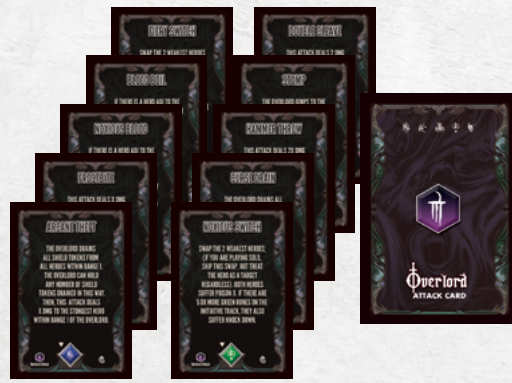 FIERY SWITCH
SWAP THE 2 WEAKEST HEROES
BLOOD BOIL
IF THERE IS A HERO ADJ TO THE
NOXIOUS BLOOD
IF THERE IS A HERO ADJ TO THE
FROSTBITE
THIS ATTACK DEALS X DMG
ARCANE THEFT
THE OVERLORD DRAINS
ALL SHIELD TOKENS FROM
ALL HEROES WITHIN RANGE 1.
THE OVERLORD CAN HOLD
ANY NUMBER OF SHIELD
TOKENS DRAINED IN THIS WAY.
THEN, THIS ATTACK DEALS
X DMG TO THE STRONGEST HERO
WITHIN RANGE 1 OF THE OVERLORD.
DOUBLE CLEAVE
THIS ATTACK DEALS 2 DMG
STOMP
THE OVERLORD JUMPS TO THE
HAMMER THROW
THIS ATTACK DEALS 2X DMG
CURSE DRAIN
THE OVERLORD DRAINS ALL
NOXIOUS SWITCH
SWAP THE 2 WEAKEST HEROES.
(IF YOU ARE PLAYING SOLO,
SKIP THIS SWAP, BUT TREAT
THE HERO AS A TARGET
REGARDLESS). BOTH HEROES
SUFFER POISON X. IF THERE ARE
5 OR MORE GREEN RUNES ON THE
INITIATIVE TRACK, THEY ALSO
SUFFER KNOCK DOWN.
Overlord
ATTACK CARD